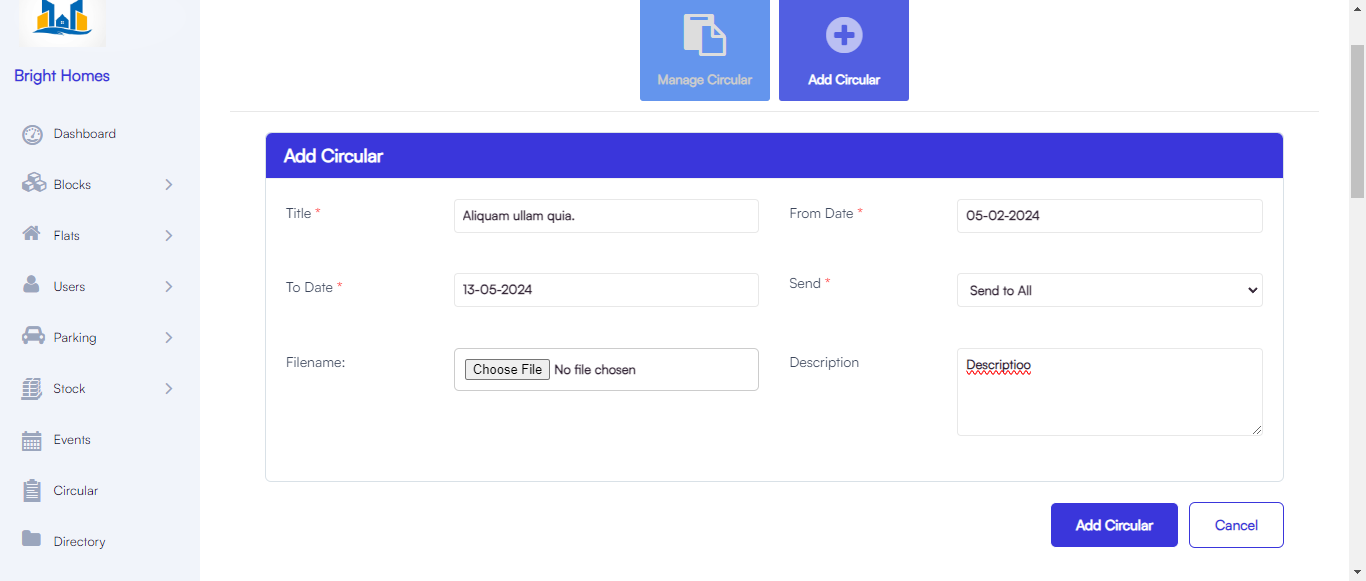 Bright Homes
Dashboard
Blocks
Flats
Users
Parking
Stock
Events
Circular
Directory
Manage Circular
Add Circular
Add Circular
Title *
Aliquam ullam quia.
From Date *
05-02-2024
To Date *
13-05-2024
Send *
Send to All
Filename:
Choose File No file chosen
Description
Descriptioo
Add Circular
Cancel